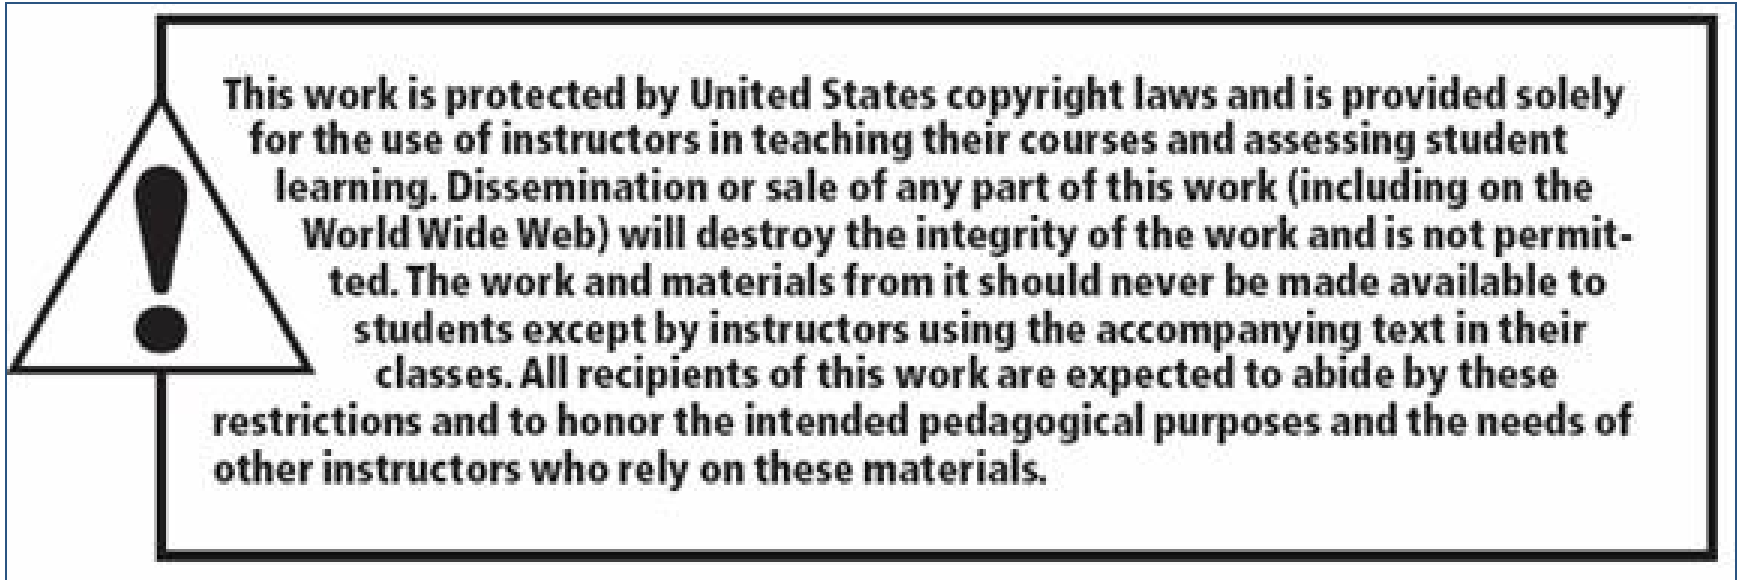 This work is protected by United States copyright laws and is provided solely
for the use of instructors in teaching their courses and assessing student
learning. Dissemination or sale of any part of this work (including on the
World Wide Web) will destroy the integrity of the work and is not permit-
ted. The work and materials from it should never be made available to
students except by instructors using the accompanying text in their
classes. All recipients of this work are expected to abide by these
restrictions and to honor the intended pedagogical purposes and the needs of
other instructors who rely on these materials.